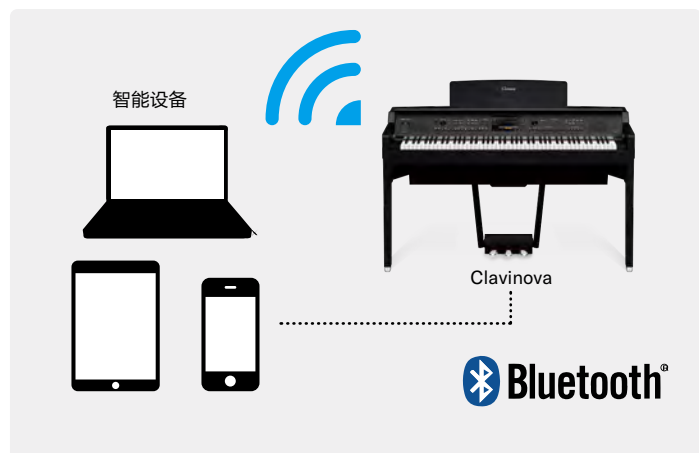 智能设备
Clavinova
Bluetooth®